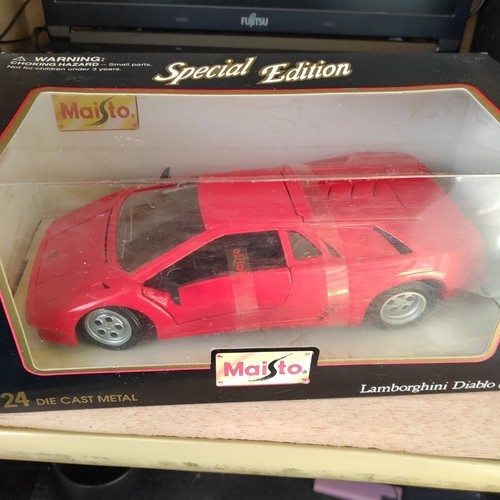 FUJITSU
WARNING:
CHOKING HAZARD -- Small parts.
Not for children under 3 years.
Special Edition
Maisto.
Maisto.
24 DIE CAST METAL
Lamborghini Diablo